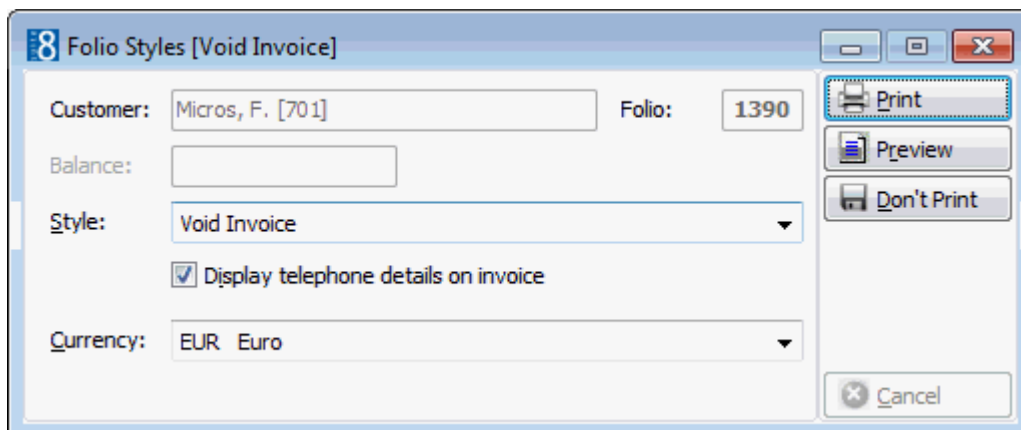 8 Folio Styles [Void Invoice]
Customer: Micros, F. [701] Folio: 1390
Balance:
Style: Void Invoice
Display telephone details on invoice
Currency: EUR Euro
Print
Preview
Don't Print
Cancel